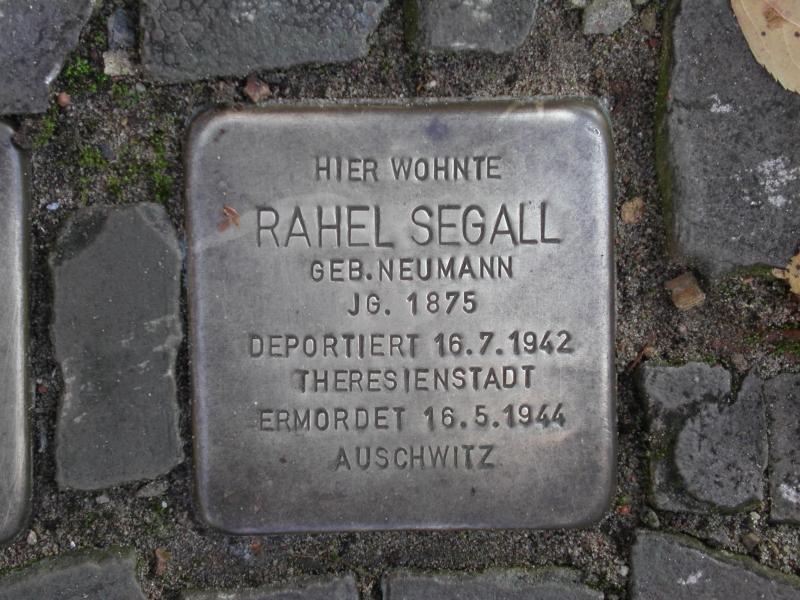 HIER WOHNTE
RAHEL SEGALL
GEB. NEUMANN
JG. 1875
DEPORTIERT 16.7.1942
THERESIENSTADT
ERMORDET 16.5.1944
AUSCHWITZ